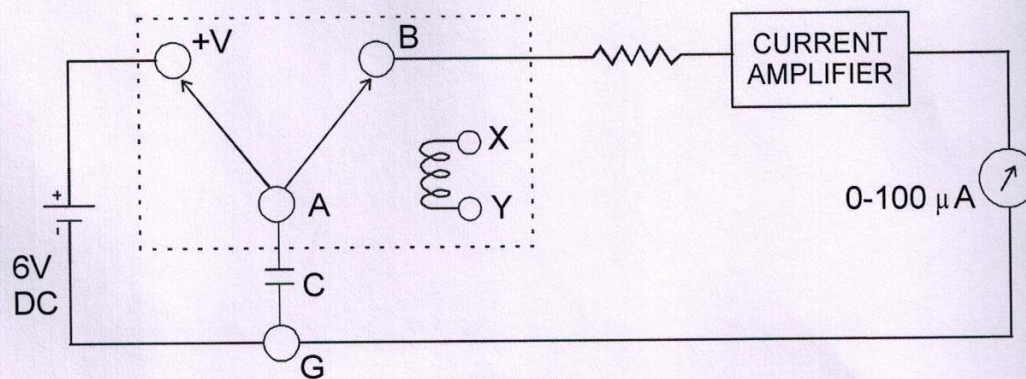 +V
B
CURRENT
AMPLIFIER
X
Y
A
0-100 μA
+
-
6V
DC
C
G